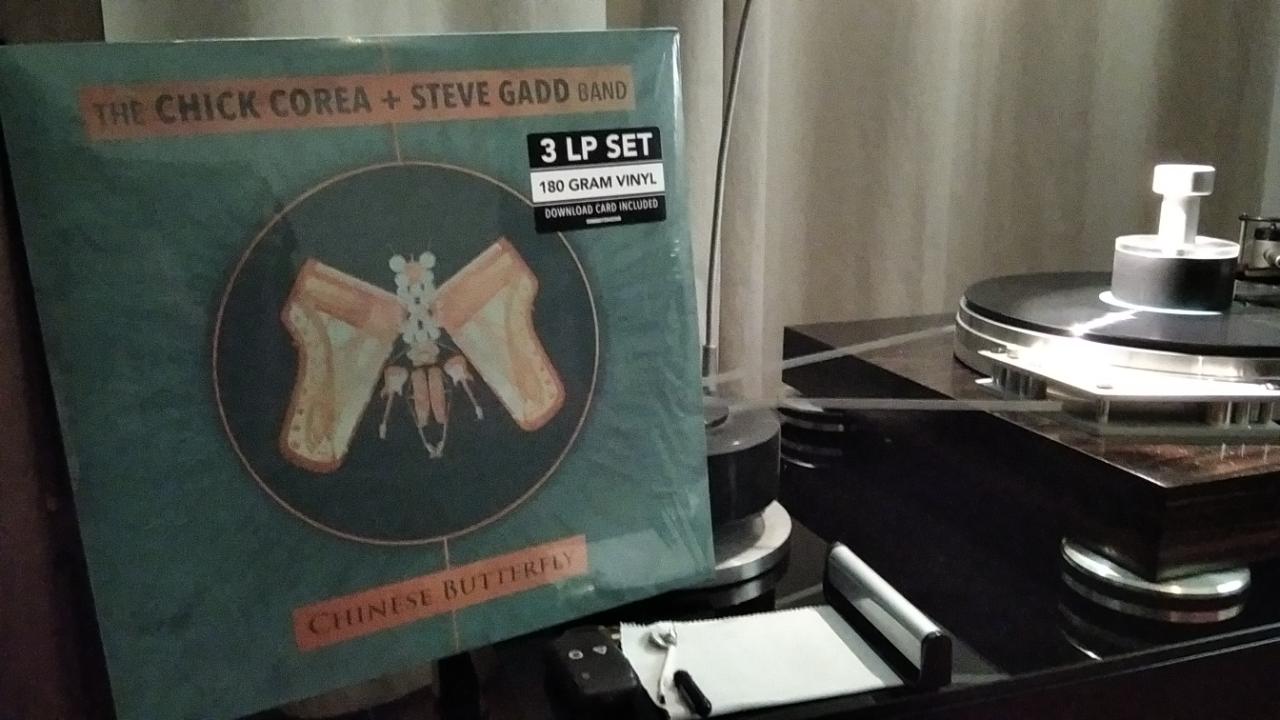 THE CHICK COREA + STEVE GADD BAND
3 LP SET
180 GRAM VINYL
DOWNLOAD CARD INCLUDED
CHINESE BUTTERFLY